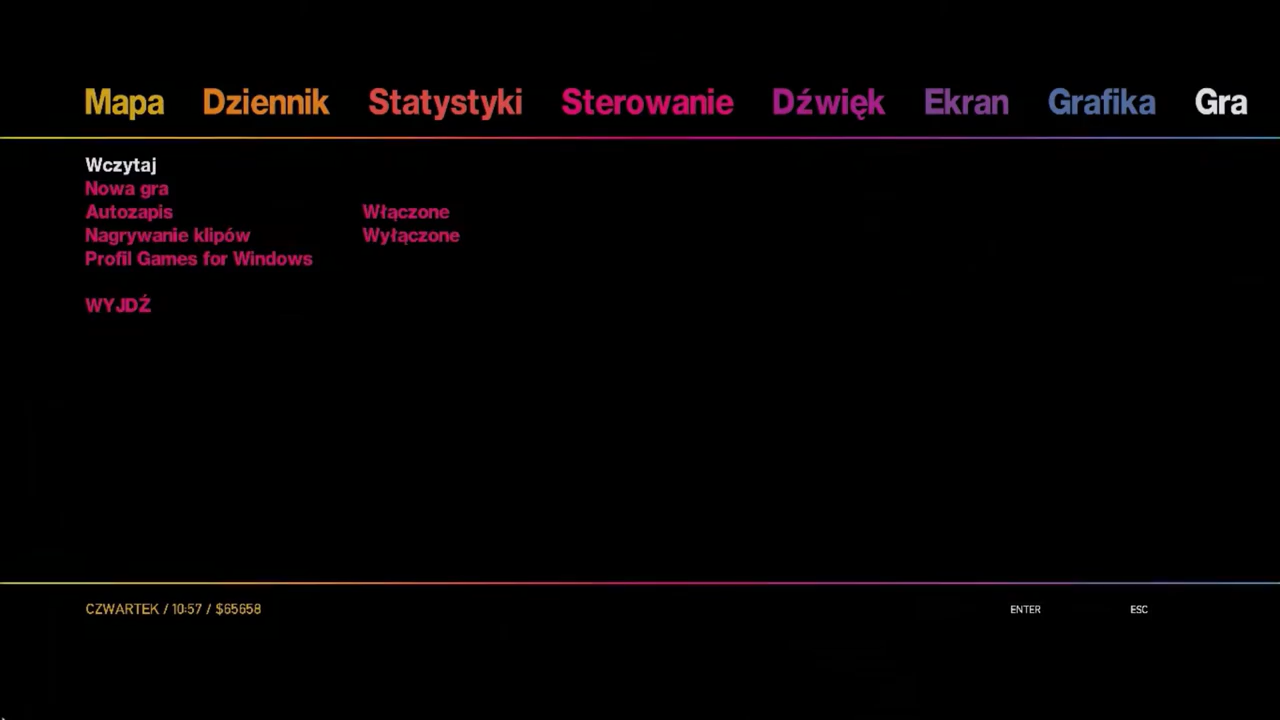 Mapa Dziennik Statystyki Sterowanie Dźwięk Ekran Grafika Gra
Wczytaj
Nowa gra
Autozapis Włączone
Nagrywanie klipów Wyłączone
Profil Games for Windows
WYJDŹ
CZWARTEK / 10:57 / $65658 ENTER ESC